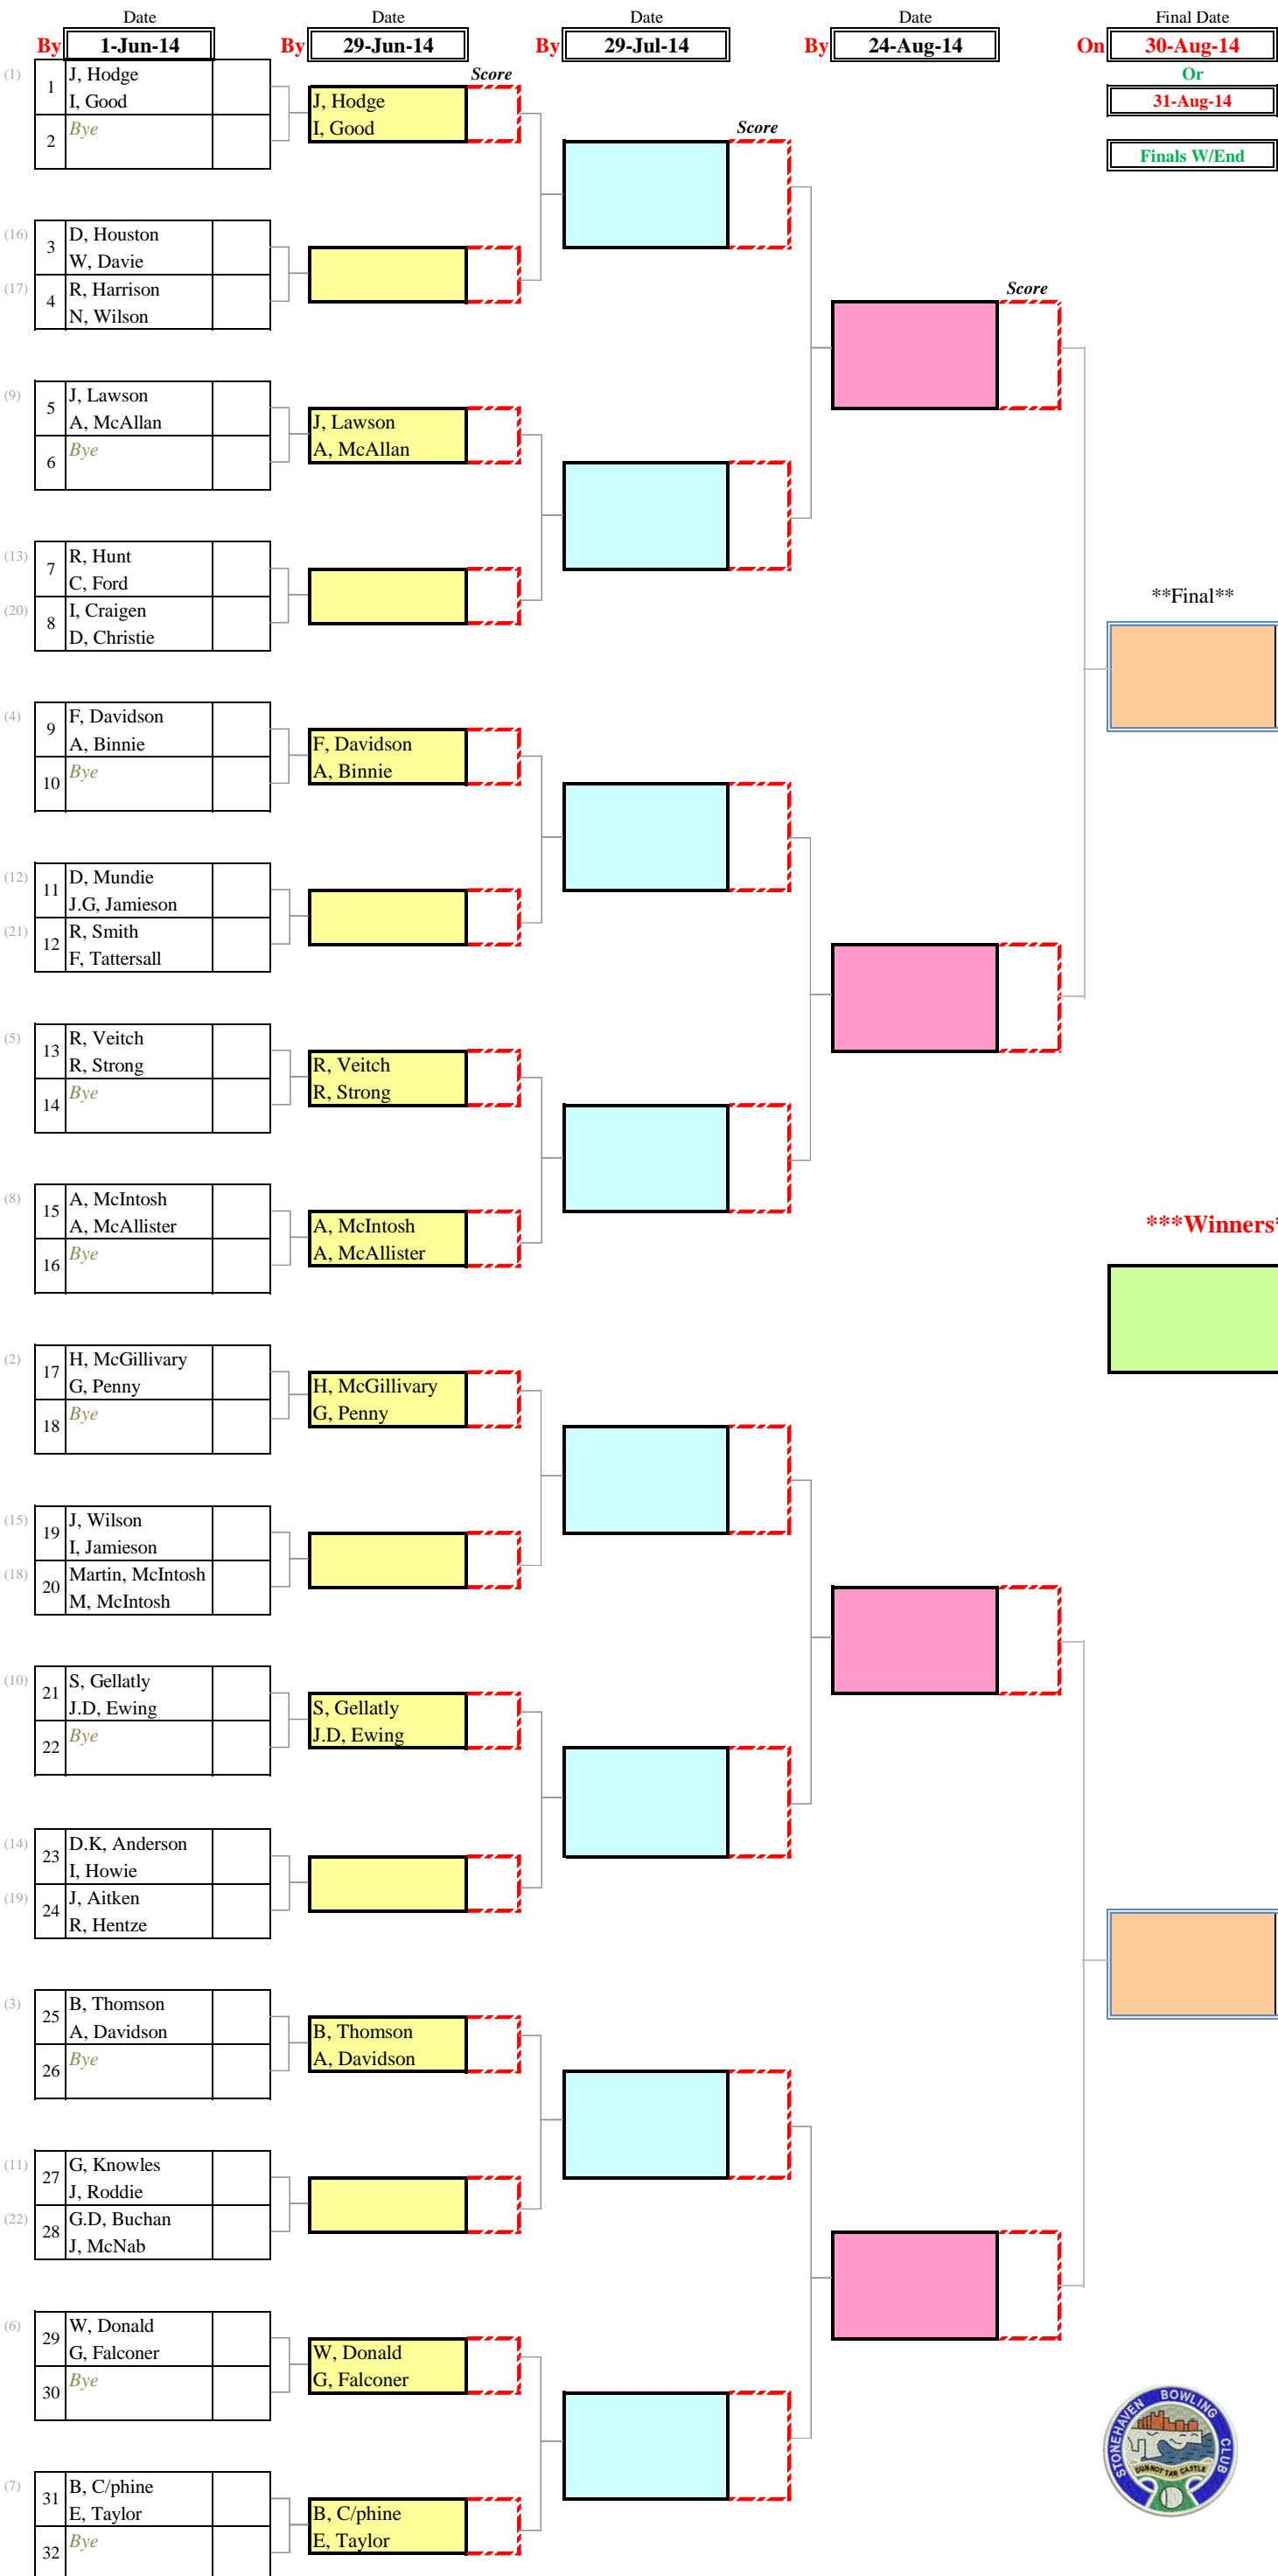 Date Date Date Date Final Date
By 1-Jun-14 By 29-Jun-14 By 29-Jul-14 By 24-Aug-14 On 30-Aug-14
Or
31-Aug-14
Finals W/End
Score
Score
Score
(1) 1 J, Hodge
I, Good
2 Bye
J, Hodge
I, Good
(16) 3 D, Houston
W, Davie
(17) 4 R, Harrison
N, Wilson
(9) 5 J, Lawson
A, McAllan
6 Bye
J, Lawson
A, McAllan
(13) 7 R, Hunt
C, Ford
(20) 8 I, Craigen
D, Christie
**Final**
(4) 9 F, Davidson
A, Binnie
10 Bye
F, Davidson
A, Binnie
(12) 11 D, Mundie
J.G, Jamieson
(21) 12 R, Smith
F, Tattersall
(5) 13 R, Veitch
R, Strong
14 Bye
R, Veitch
R, Strong
(8) 15 A, McIntosh
A, McAllister
16 Bye
A, McIntosh
A, McAllister
***Winners*
(2) 17 H, McGillivary
G, Penny
18 Bye
H, McGillivary
G, Penny
(15) 19 J, Wilson
I, Jamieson
(18) 20 Martin, McIntosh
M, McIntosh
(10) 21 S, Gellatly
J.D, Ewing
22 Bye
S, Gellatly
J.D, Ewing
(14) 23 D.K, Anderson
I, Howie
(19) 24 J, Aitken
R, Hentze
(3) 25 B, Thomson
A, Davidson
26 Bye
B, Thomson
A, Davidson
(11) 27 G, Knowles
J, Roddie
(22) 28 G.D, Buchan
J, McNab
(6) 29 W, Donald
G, Falconer
30 Bye
W, Donald
G, Falconer
(7) 31 B, C/phine
E, Taylor
32 Bye
B, C/phine
E, Taylor
STONEHAVEN BOWLING CLUB
DUNNOTTAR CASTLE